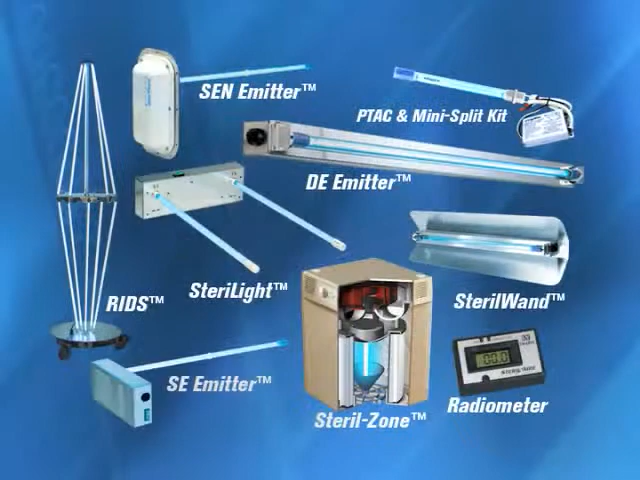 SEN Emitter™
PTAC & Mini-Split Kit
DE Emitter™
RIDS™
SteriLight™
SterilWand™
SE Emitter™
Steril-Zone™
Radiometer